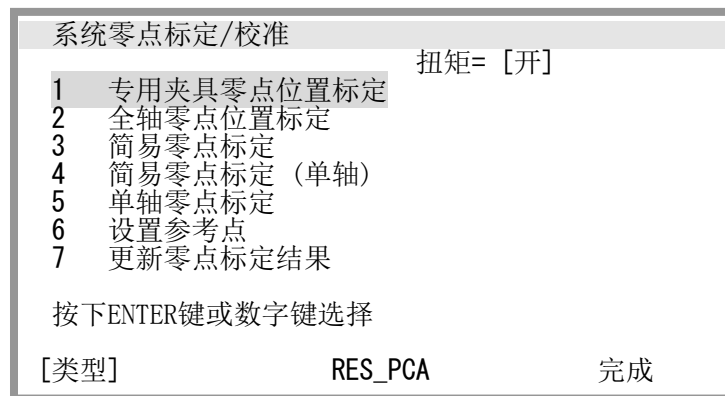 系统零点标定/校准
扭矩= [开]
1 专用夹具零点位置标定
2 全轴零点位置标定
3 简易零点标定
4 简易零点标定 (单轴)
5 单轴零点标定
6 设置参考点
7 更新零点标定结果
按下ENTER键或数字键选择
[类型] RES_PCA 完成